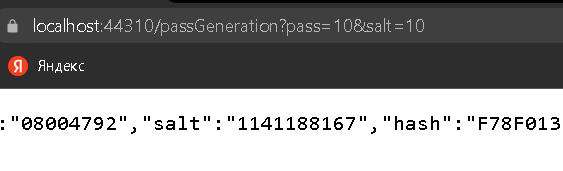 localhost:44310/passGeneration?pass=10&salt=10
Яндекс
:"08004792","salt":"1141188167","hash":"F78F013